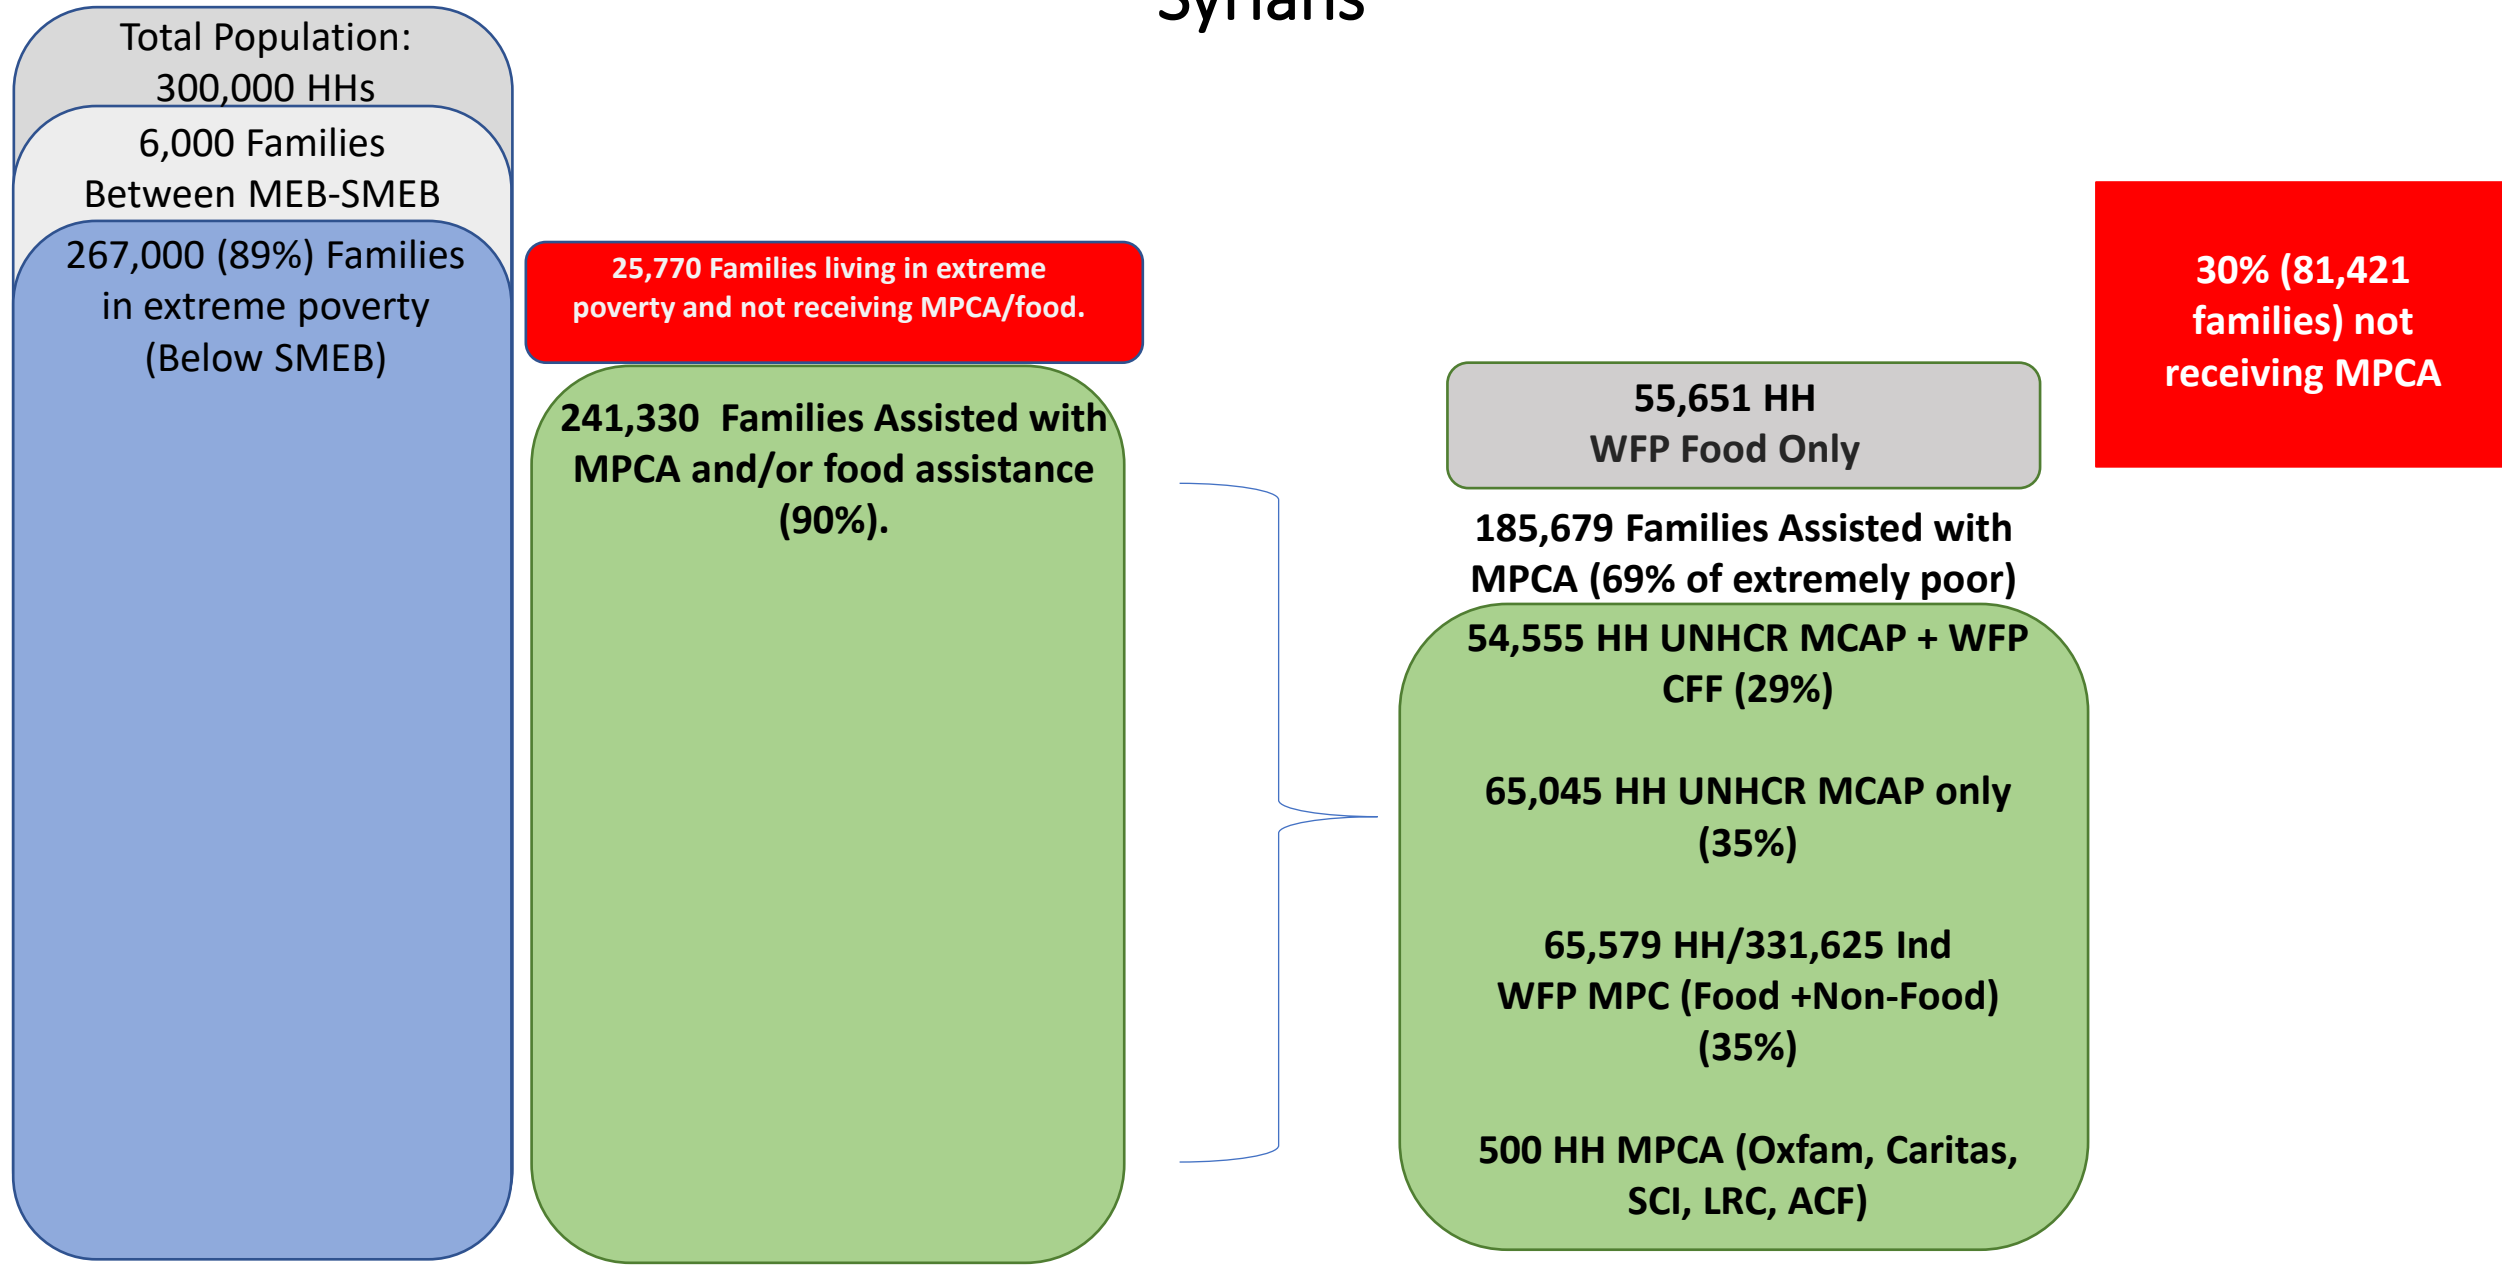 Syrians
Total Population:
300,000 HHs
6,000 Families
Between MEB-SMEB
267,000 (89%) Families
in extreme poverty
(Below SMEB)
25,770 Families living in extreme
poverty and not receiving MPCA/food.
241,330 Families Assisted with
MPCA and/or food assistance
(90%).
55,651 HH
WFP Food Only
185,679 Families Assisted with
MPCA (69% of extremely poor)
54,555 HH UNHCR MCAP + WFP
CFF (29%)
65,045 HH UNHCR MCAP only
(35%)
65,579 HH/331,625 Ind
WFP MPC (Food +Non-Food)
(35%)
500 HH MPCA (Oxfam, Caritas,
SCI, LRC, ACF)
30% (81,421
families) not
receiving MPCA